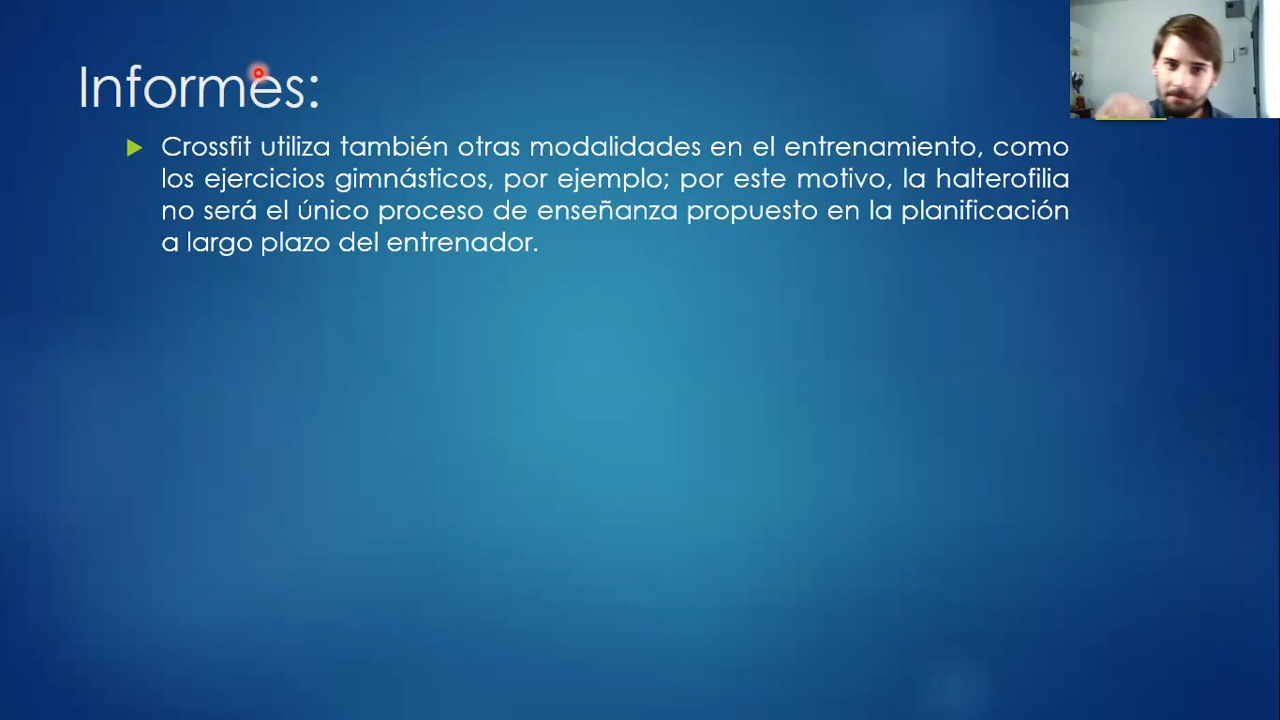 Informes:
Crossfit utiliza también otras modalidades en el entrenamiento, como
los ejercicios gimnásticos, por ejemplo; por este motivo, la halterofilia
no será el único proceso de enseñanza propuesto en la planificación
a largo plazo del entrenador.